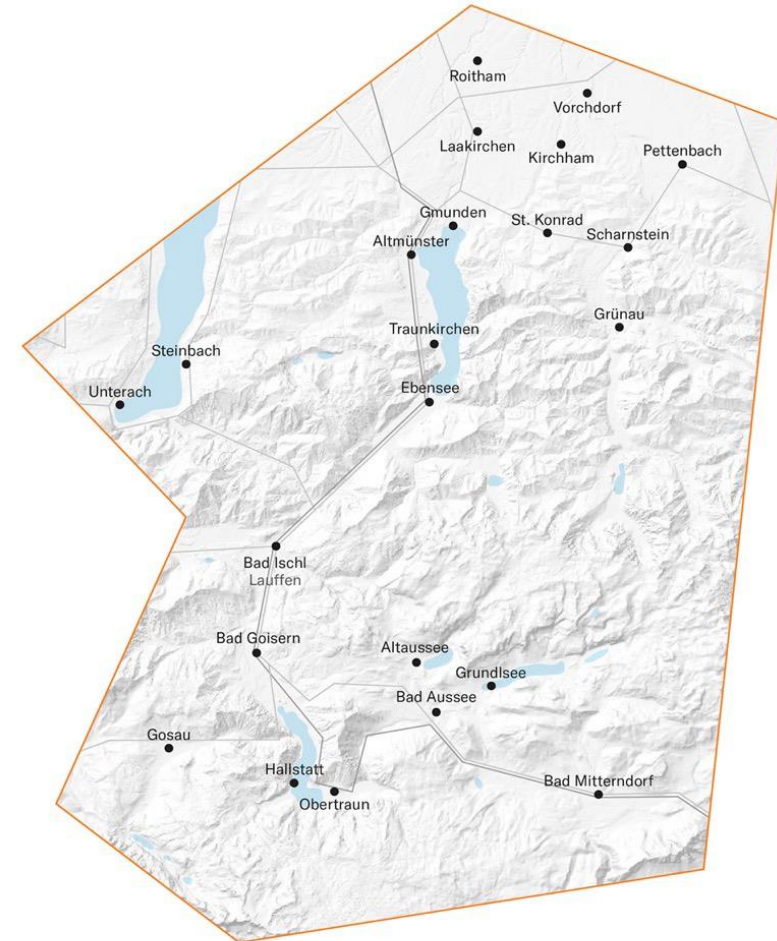 Roitham
Vorchdorf
Laakirchen
Kirchham
Pettenbach
Gmunden
St. Konrad
Altmünster
Scharnstein
Grünau
Traunkirchen
Steinbach
Ebensee
Unterach
Bad Ischl
Lauffen
Bad Goisern
Altaussee
Grundlsee
Bad Aussee
Gosau
Hallstatt
Bad Mitterndorf
Obertraun